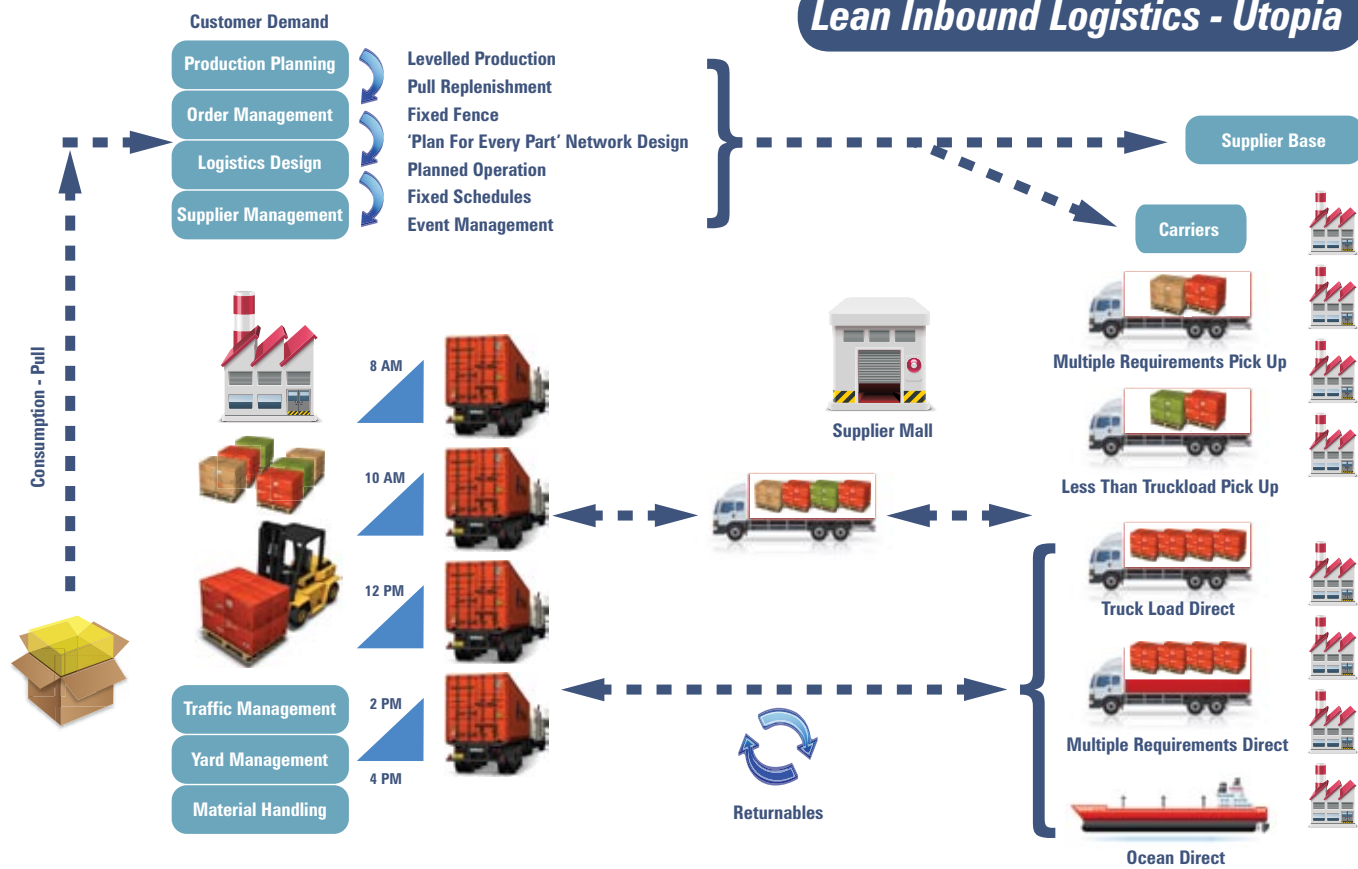 Lean Inbound Logistics - Utopia
Customer Demand
Production Planning
Order Management
Logistics Design
Supplier Management
Levelled Production
Pull Replenishment
Fixed Fence
'Plan For Every Part' Network Design
Planned Operation
Fixed Schedules
Event Management
Supplier Base
Carriers
Consumption - Pull
8 AM
10 AM
12 PM
2 PM
4 PM
Supplier Mall
Multiple Requirements Pick Up
Less Than Truckload Pick Up
Truck Load Direct
Multiple Requirements Direct
Ocean Direct
Traffic Management
Yard Management
Material Handling
Returnables